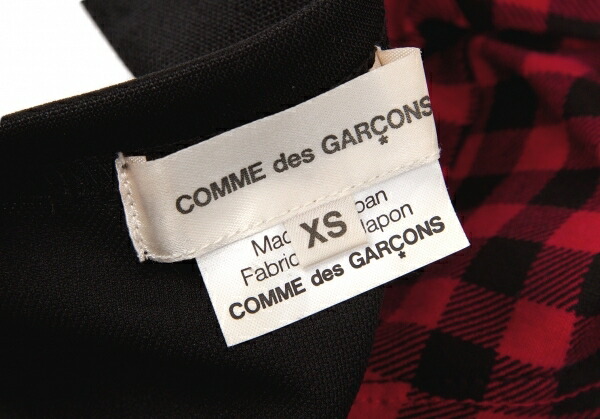 COMME des GARÇONS
XS
Mad pan
Fabric Japon
COMME des GARÇONS